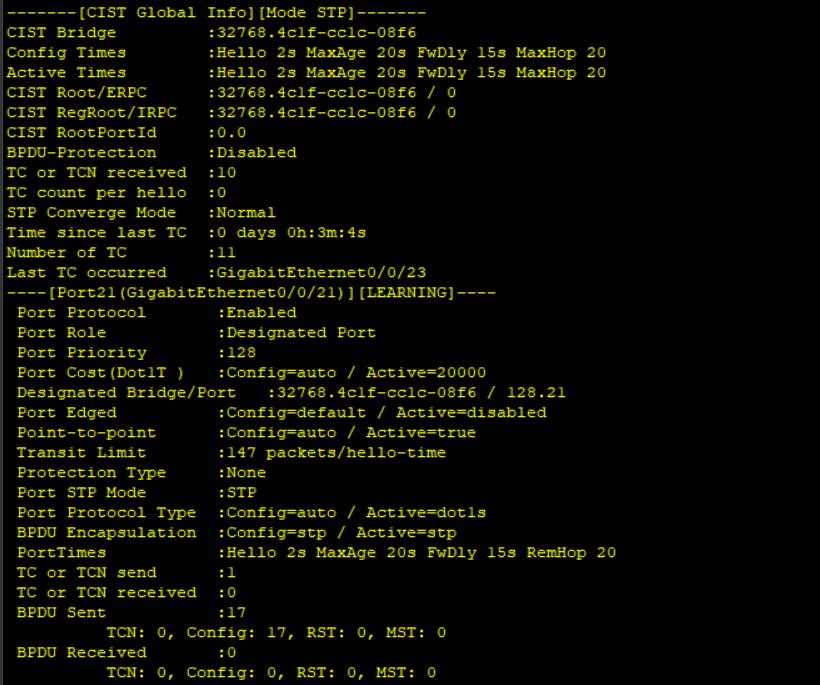 -------[CIST Global Info][Mode STP]-------
CIST Bridge         :32768.4c1f-cc1c-08f6
Config Times        :Hello 2s MaxAge 20s FwDly 15s MaxHop 20
Active Times        :Hello 2s MaxAge 20s FwDly 15s MaxHop 20
CIST Root/ERPC      :32768.4c1f-cc1c-08f6 / 0
CIST RegRoot/IRPC   :32768.4c1f-cc1c-08f6 / 0
CIST RootPortId     :0.0
BPDU-Protection     :Disabled
TC or TCN received  :10
TC count per hello  :0
STP Converge Mode   :Normal
Time since last TC  :0 days 0h:3m:4s
Number of TC        :11
Last TC occurred    :GigabitEthernet0/0/23
----[Port21(GigabitEthernet0/0/21)][LEARNING]----
 Port Protocol       :Enabled
 Port Role           :Designated Port
 Port Priority       :128
 Port Cost(Dot1T )   :Config=auto / Active=20000
 Designated Bridge/Port   :32768.4c1f-cc1c-08f6 / 128.21
 Port Edged          :Config=default / Active=disabled
 Point-to-point      :Config=auto / Active=true
 Transit Limit       :147 packets/hello-time
 Protection Type     :None
 Port STP Mode       :STP
 Port Protocol Type  :Config=auto / Active=dot1s
 BPDU Encapsulation  :Config=stp / Active=stp
 PortTimes           :Hello 2s MaxAge 20s FwDly 15s RemHop 20
 TC or TCN send      :1
 TC or TCN received  :0
 BPDU Sent           :17
          TCN: 0, Config: 17, RST: 0, MST: 0
 BPDU Received       :0
          TCN: 0, Config: 0, RST: 0, MST: 0